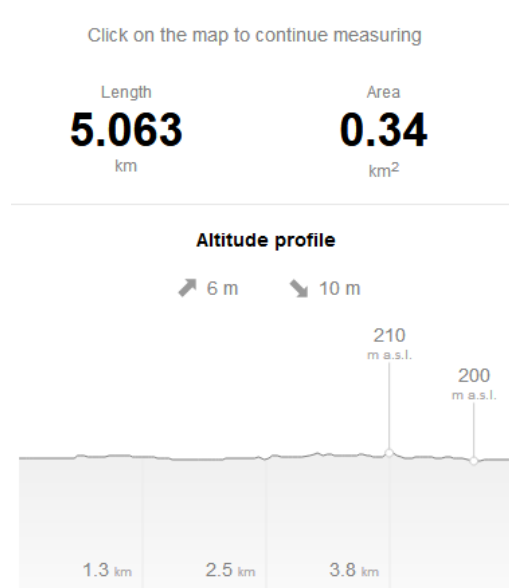 Click on the map to continue measuring
Length
5.063
km
Area
0.34
km²
Altitude profile
6 m
10 m
210
m a.s.l.
200
m a.s.l.
1.3 km
2.5 km
3.8 km